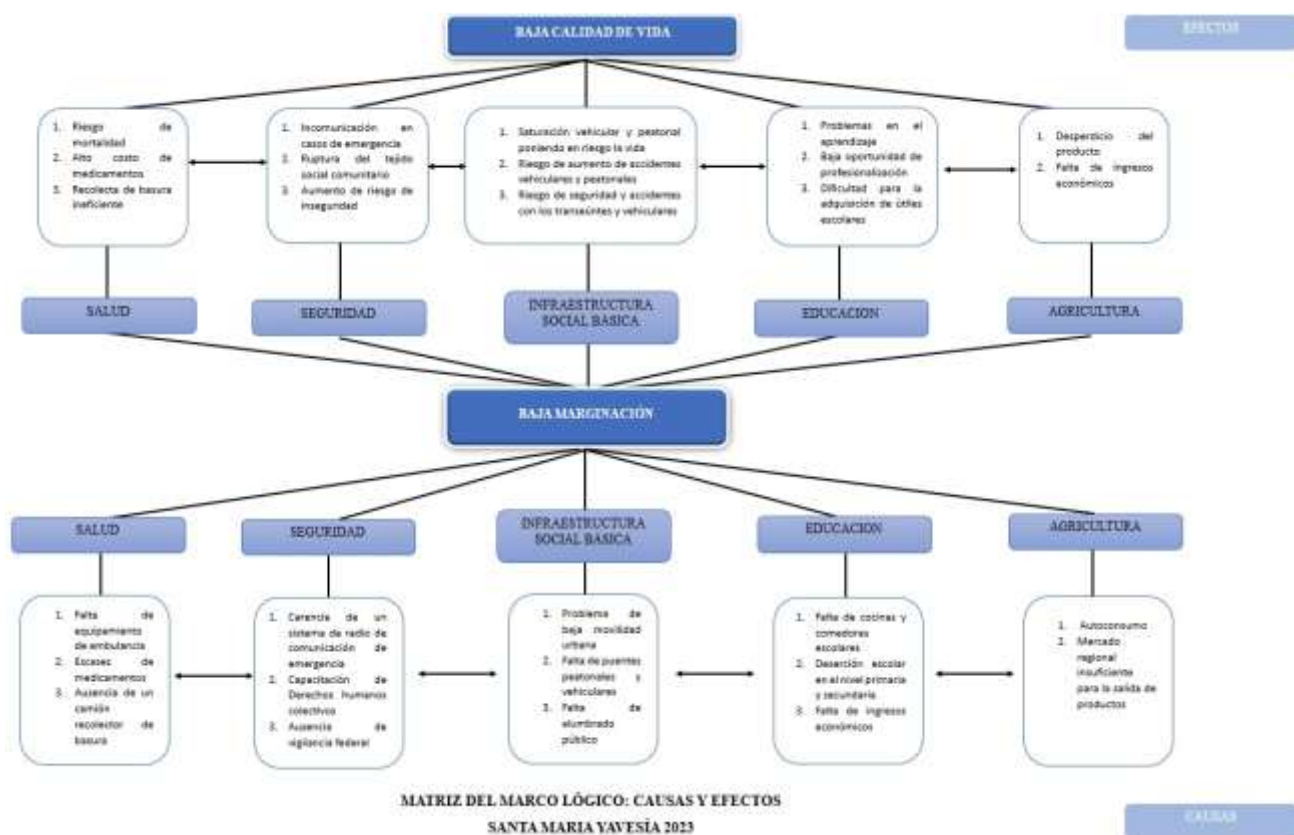 BAJA CALIDAD DE VIDA
EFECTOS
1. Riesgo de
mortalidad
2. Alto costo de
medicamentos
3. Recolecta de basura
ineficiente
1. Incomunicación en
casos de emergencia
2. Ruptura del tejido
social comunitario
3. Aumento de riesgo de
inseguridad
1. Saturación vehicular y peatonal
poniendo en riesgo la vida
2. Riesgo de aumento de accidentes
vehiculares y peatonales
3. Riesgo de seguridad y accidentes
con los transeúntes y vehiculares
1. Problemas en el
aprendizaje
2. Baja oportunidad de
profesionalización
3. Dificultad para la
adquisición de útiles
escolares
1. Desperdicio del
producto
2. Falta de ingresos
económicos
SALUD
SEGURIDAD
INFRAESTRUCTURA
SOCIAL BÁSICA
EDUCACION
AGRICULTURA
BAJA MARGINACIÓN
SALUD
SEGURIDAD
INFRAESTRUCTURA
SOCIAL BÁSICA
EDUCACION
AGRICULTURA
1. Falta de
equipamiento
de ambulancia
2. Escases de
medicamentos
3. Ausencia de un
camión
recolector de
basura
1. Carencia de un
sistema de radio de
comunicación de
emergencia
2. Capacitación de
Derechos humanos
colectivos
3. Ausencia de
vigilancia federal
1. Problema de
baja movilidad
urbana
2. Falta de puentes
peatonales y
vehiculares
3. Falta de
alumbrado
público
1. Falta de cocinas y
comedores
escolares
2. Deserción escolar
en el nivel primaria
y secundaria
3. Falta de ingresos
económicos
1. Autoconsumo
2. Mercado
regional
insuficiente
para la salida de
productos
MATRIZ DEL MARCO LÓGICO: CAUSAS Y EFECTOS
SANTA MARIA YAVESÍA 2023
CAUSAS